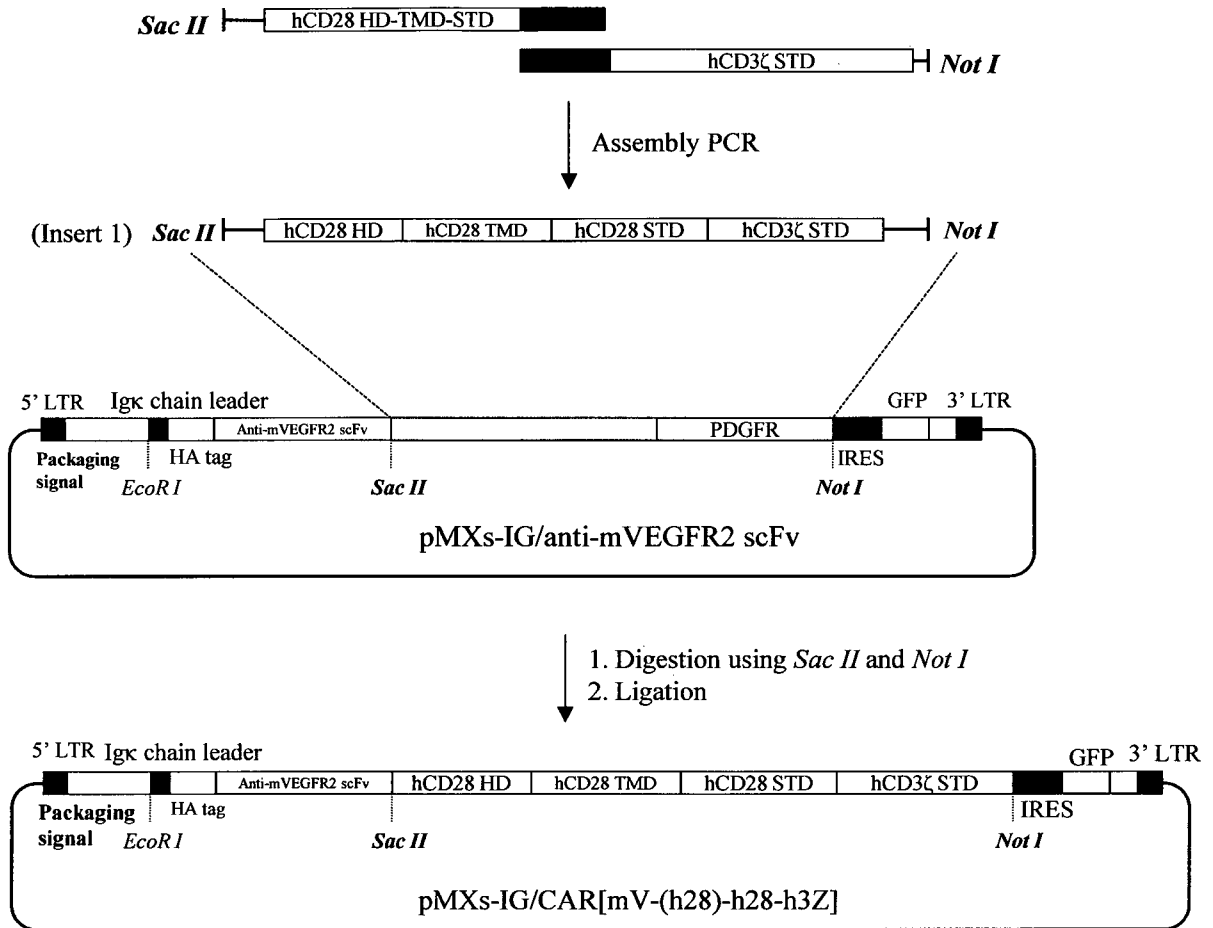 Sac II
hCD28 HD-TMD-STD
hCD3ζ STD
Not I
Assembly PCR
(Insert 1)
Sac II
hCD28 HD
hCD28 TMD
hCD28 STD
hCD3ζ STD
Not I
5' LTR
Igκ chain leader
GFP
3' LTR
Anti-mVEGFR2 scFv
PDGFR
Packaging
signal
HA tag
IRES
EcoR I
Sac II
Not I
pMXs-IG/anti-mVEGFR2 scFv
1. Digestion using Sac II and Not I
2. Ligation
5' LTR
Igκ chain leader
GFP
3' LTR
Anti-mVEGFR2 scFv
hCD28 HD
hCD28 TMD
hCD28 STD
hCD3ζ STD
Packaging
signal
HA tag
IRES
EcoR I
Sac II
Not I
pMXs-IG/CAR[mV-(h28)-h28-h3Z]